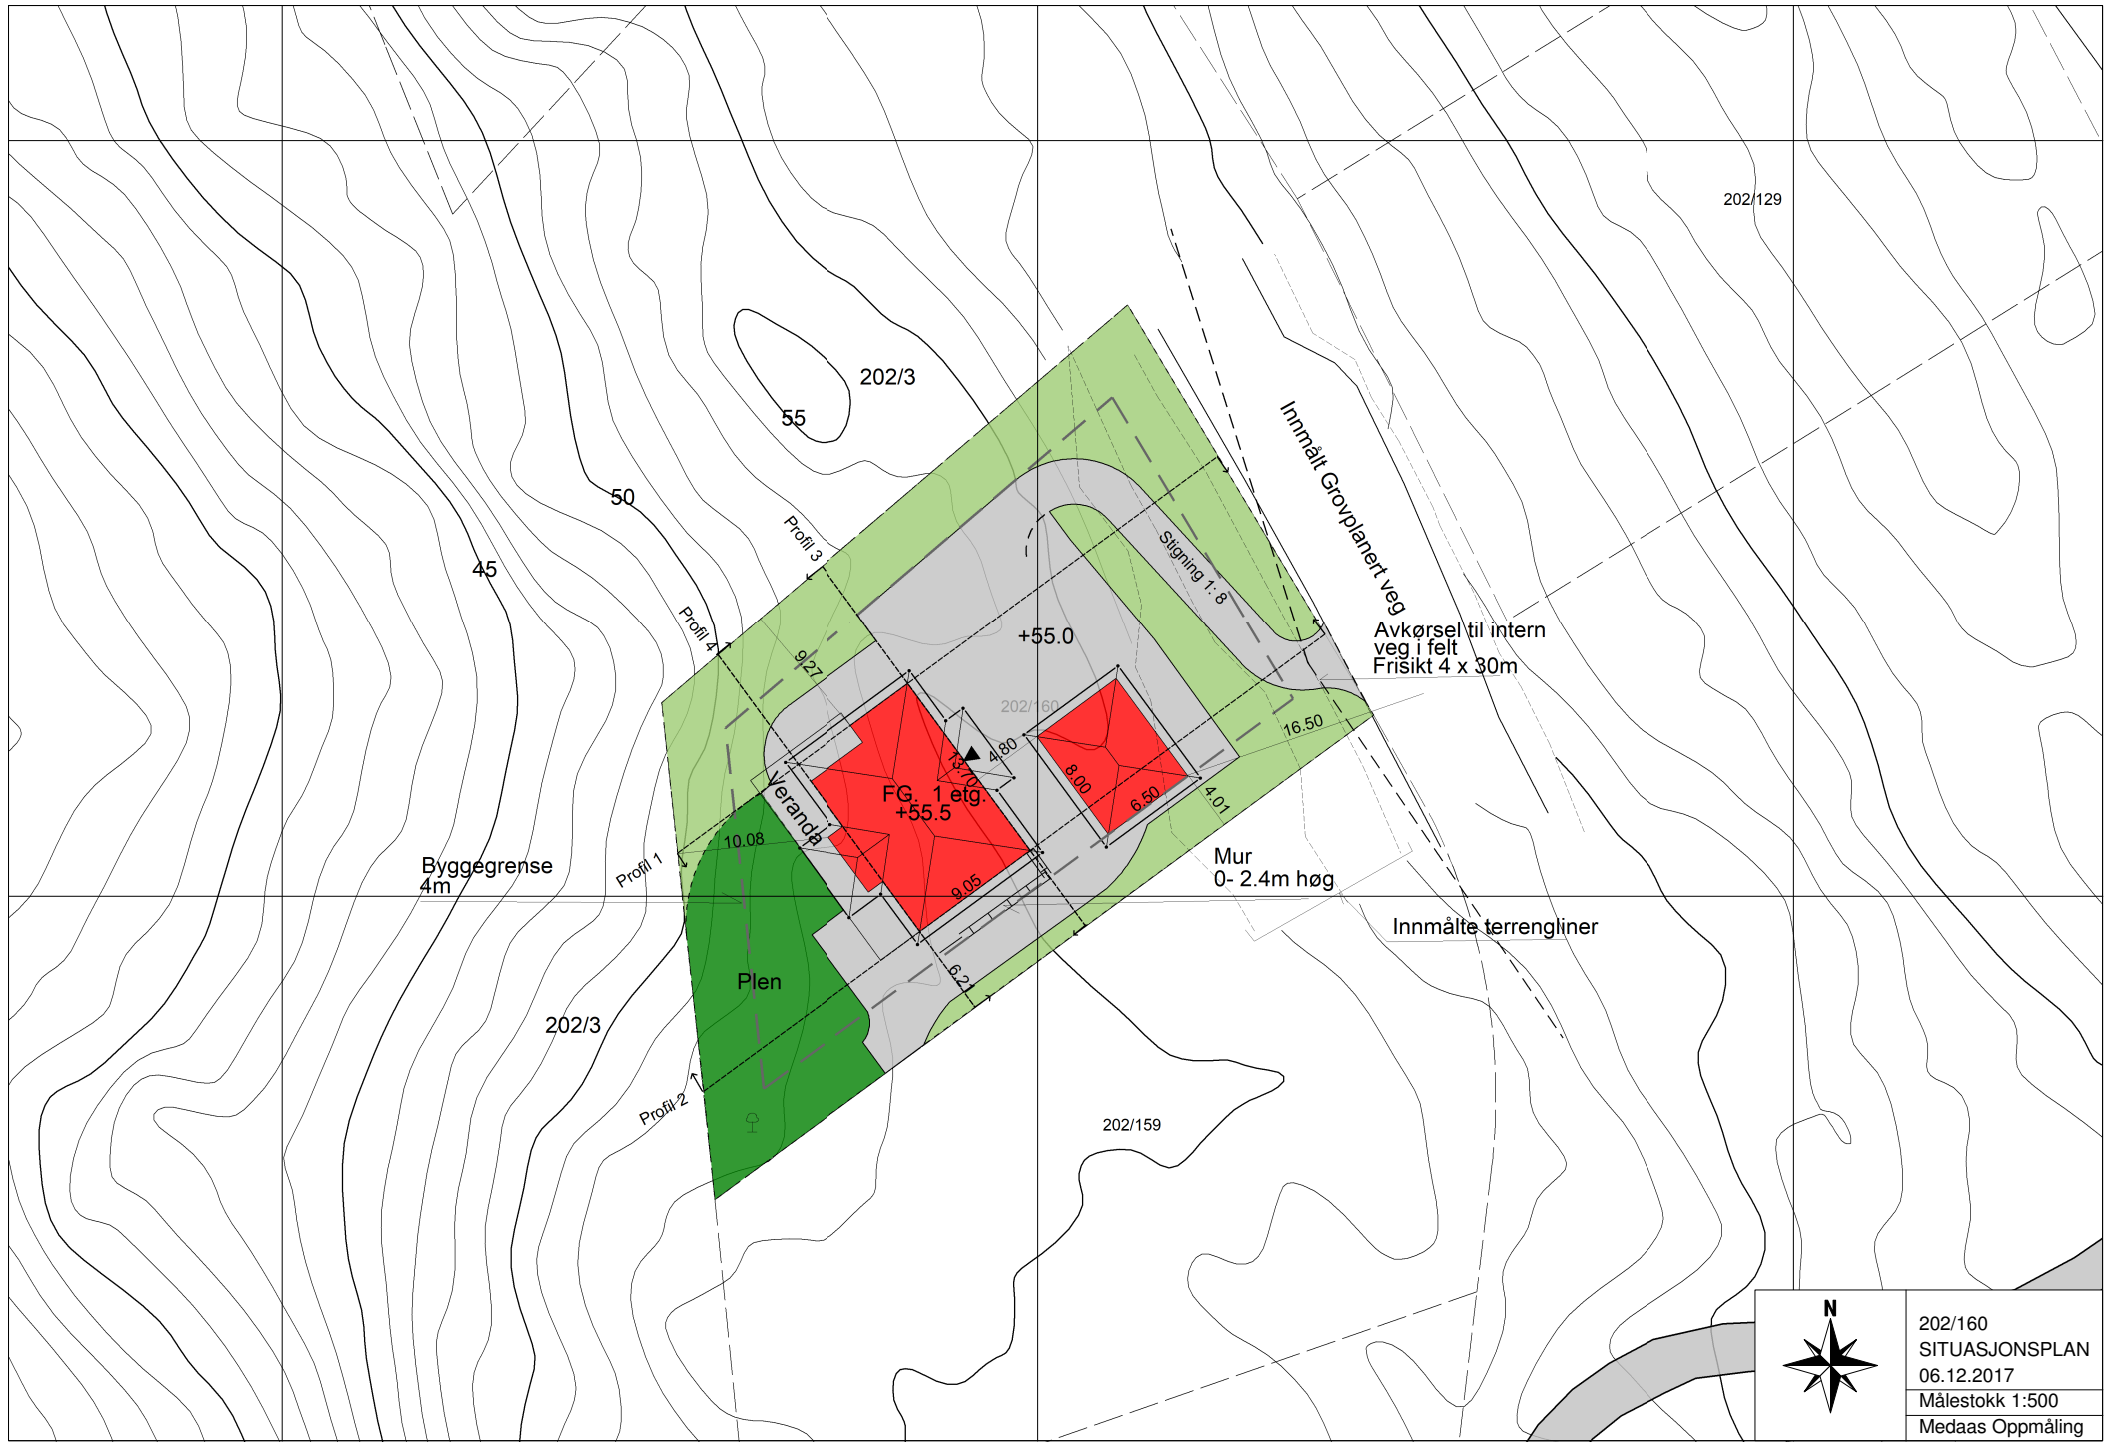 202/129
202/3
55
50
45
Innmålt Grovplanert veg
Profil 3
Stigning 1: 8
Profil 4
+55.0
Avkørsel til intern
veg i felt
Frisikt 4 x 30m
9.27
202/160
16.50
4.80
13.70
Veranda
FG. 1 etg.
+55.5
8.00
6.50
4.01
10.08
Profil 1
Byggegrense
4m
9.05
Mur
0- 2.4m høg
Innmålte terrengliner
Plen
6.21
202/3
Profil 2
202/159
N
202/160
SITUASJONSPLAN
06.12.2017
Målestokk 1:500
Medaas Oppmåling